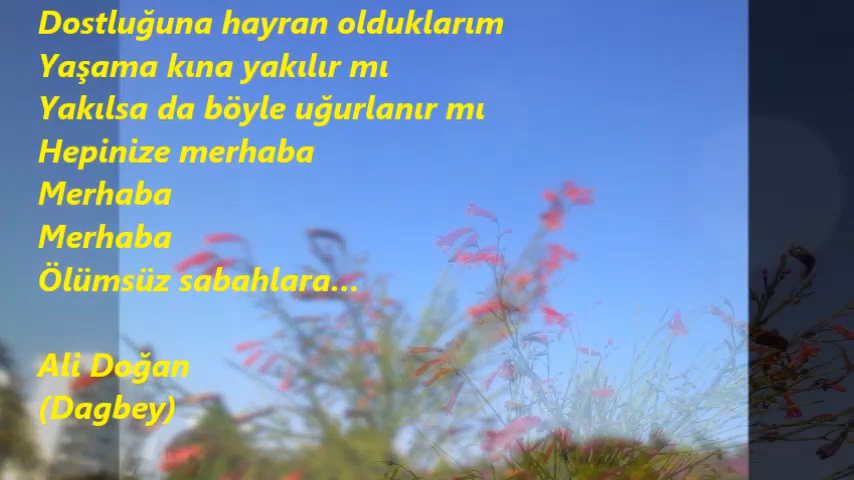 Dostluğuna hayran olduklarım
Yaşama kına yakılır mı
Yakılsa da böyle uğurlanır mı
Hepinize merhaba
Merhaba
Merhaba
Ölümsüz sabahlara...
Ali Doğan
(Dagbey)